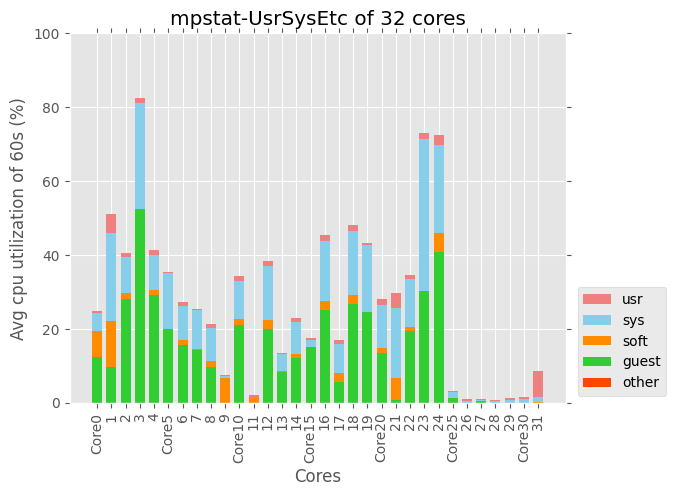 mpstat-UsrSysEtc of 32 cores
Avg cpu utilization of 60s (%)
100
80
60
40
20
0
Core0
1
2
3
4
Core5
6
7
8
9
Core10
11
12
13
14
Core15
16
17
18
19
Core20
21
22
23
24
Core25
26
27
28
29
Core30
31
Cores
usr
sys
soft
guest
other